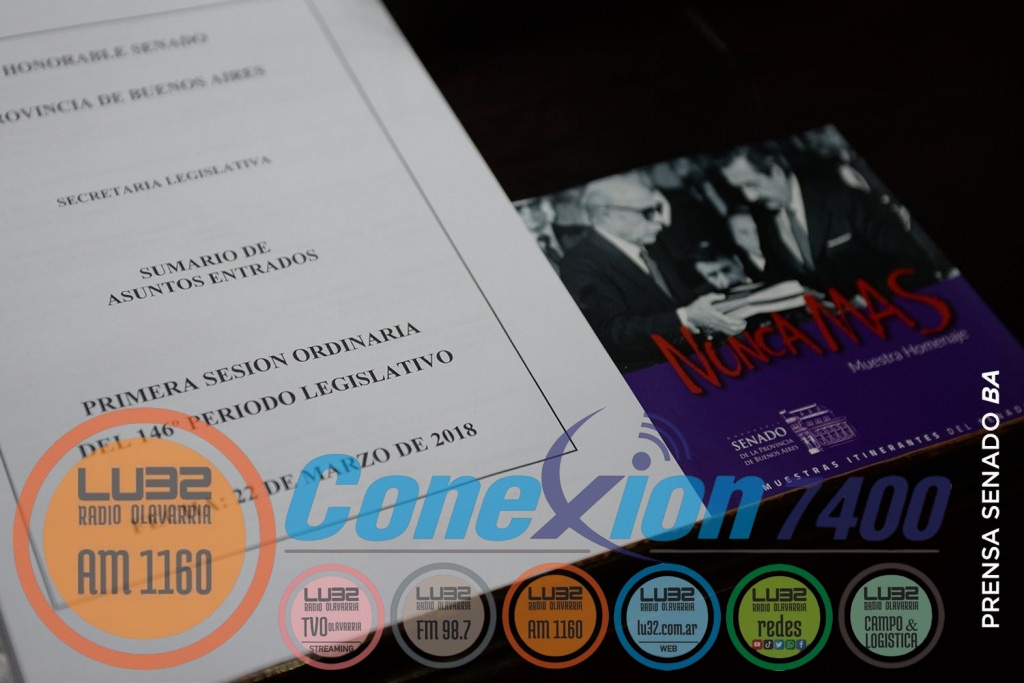 HONORABLE SENADO
PROVINCIA DE BUENOS AIRES
SECRETARIA LEGISLATIVA
SUMARIO DE
ASUNTOS ENTRADOS
PRIMERA SESION ORDINARIA
DEL 146° PERIODO LEGISLATIVO
22 DE MARZO DE 2018
NUNCA MAS
Muestra Homenaje
SENADO
DE LA PROVINCIA
DE BUENOS AIRES
MUESTRAS ITINERANTES DEL
PRENSA SENADO BA
LU32
RADIO OLAVARRIA
AM 1160
Conexion 7400
LU32
RADIO OLAVARRIA
TVO OLAVARRIA
STREAMING
LU32
RADIO OLAVARRIA
FM 98.7
LU32
RADIO OLAVARRIA
AM 1160
LU32
RADIO OLAVARRIA
lu32.com.ar
WEB
LU32
RADIO OLAVARRIA
redes
LU32
RADIO OLAVARRIA
CAMPO &
LOGISTICA